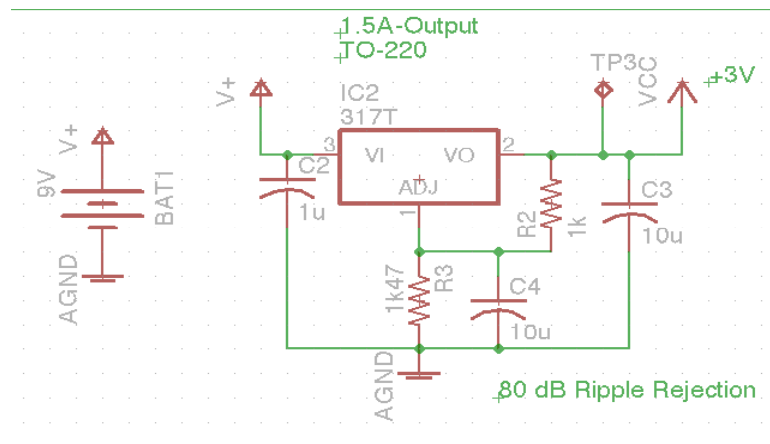 1.5A-Output
TO-220
V+
IC2
317T
TP3
VCC
+3V
V+
9V
BAT1
AGND
3
VI
VO
2
ADJ
1
C2
1u
R2
1k
C3
10u
1k47
R3
C4
10u
AGND
80 dB Ripple Rejection